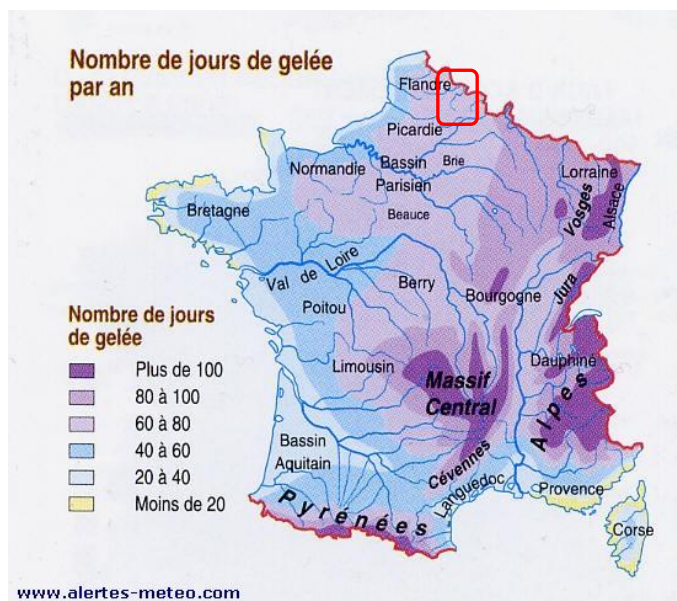 Nombre de jours de gelée
par an
Flandre
Picardie
Normandie
Bassin
Parisien
Brie
Lorraine
Vosges
Alsace
Bretagne
Beauce
Val de Loire
Berry
Bourgogne
Jura
Poitou
Nombre de jours
de gelée
Plus de 100
80 à 100
60 à 80
40 à 60
20 à 40
Moins de 20
Limousin
Massif
Central
Dauphiné
Alpes
Bassin
Aquitain
Cévennes
Languedoc
Provence
Pyrénées
Corse
www.alertes-meteo.com